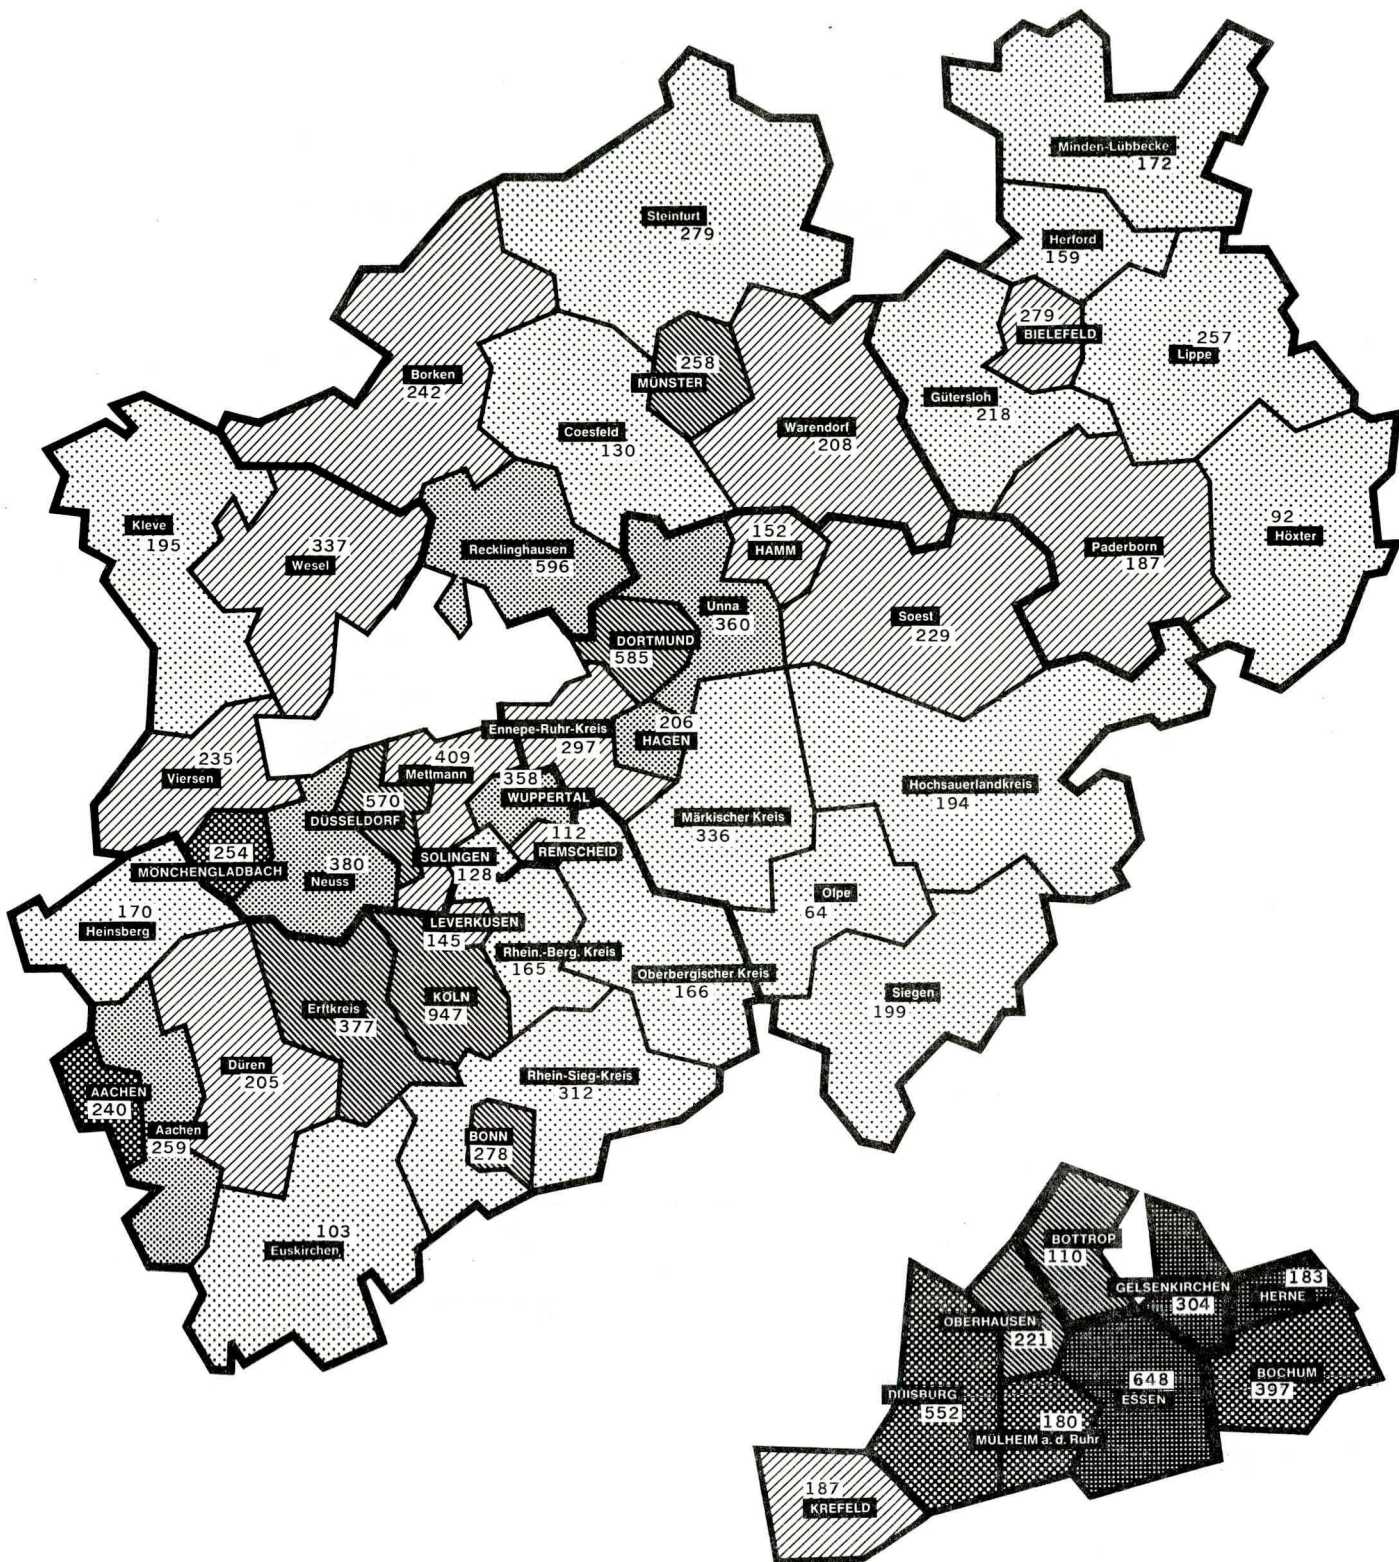 Minden-Lübbecke
172
Steinfurt
279
Herford
159
279
BIELEFELD
257
Lippe
258
MÜNSTER
Borken
242
Gütersloh
218
Coesfeld
130
Warendorf
208
Kleve
195
337
Wesel
Recklinghausen
596
152
HAMM
92
Höxter
Paderborn
187
Unna
360
Soest
229
DORTMUND
585
206
HAGEN
Ennepe-Ruhr-Kreis
297
235
Viersen
409
Mettmann
358
WUPPERTAL
Hochsauerlandkreis
194
570
DÜSSELDORF
Märkischer Kreis
336
112
REMSCHEID
254
MÖNCHENGLADBACH
380
Neuss
SOLINGEN
128
Olpe
64
170
Heinsberg
LEVERKUSEN
145
Rhein.-Berg. Kreis
165
Oberbergischer Kreis
166
Siegen
199
Erftkreis
377
KÖLN
947
Düren
205
Rhein-Sieg-Kreis
312
AACHEN
240
Aachen
259
BONN
278
103
Euskirchen
BOTTROP
110
GELSENKIRCHEN
304
183
HERNE
OBERHAUSEN
221
BOCHUM
397
648
ESSEN
DUISBURG
552
180
MÜLHEIM a. d. Ruhr
187
KREFELD